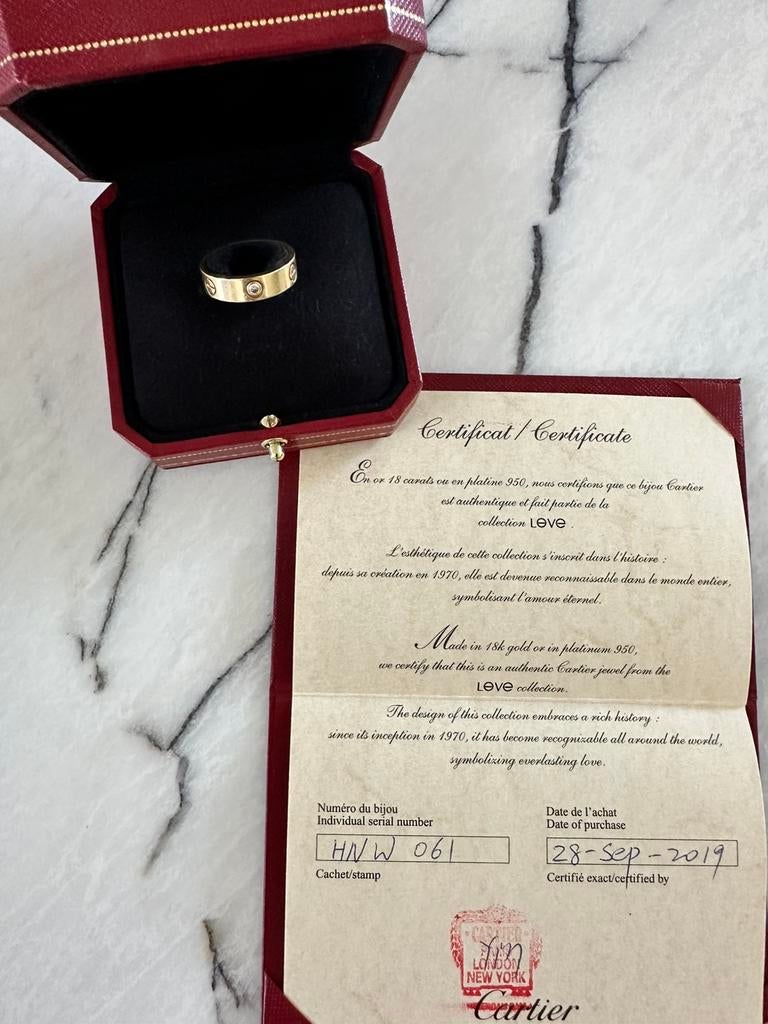 Certificat / Certificate
En or 18 carats ou en platine 950, nous certifions que ce bijou Cartier
est authentique et fait partie de la
collection LOVE .
L'esthétique de cette collection s'inscrit dans l'histoire :
depuis sa création en 1970, elle est devenue reconnaissable dans le monde entier,
symbolisant l'amour éternel.
Made in 18k gold or in platinum 950,
we certify that this is an authentic Cartier jewel from the
LOVE collection.
The design of this collection embraces a rich history :
since its inception in 1970, it has become recognizable all around the world,
symbolizing everlasting love.
Numéro du bijou
Individual serial number
HNW 061
Cachet/stamp
Date de l'achat
Date of purchase
28-Sep-2019
Certifié exact/certified by
CARTIER
LONDON
NEW YORK
Cartier